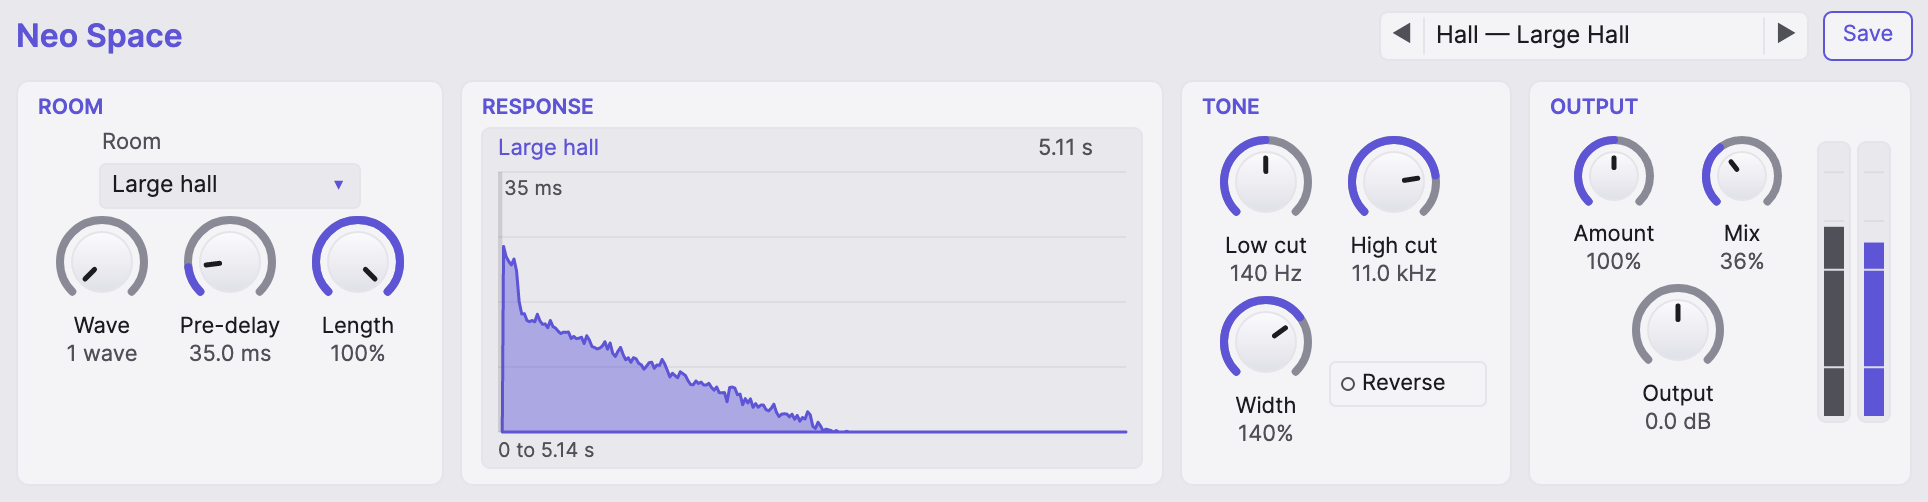 Neo Space
Hall — Large Hall
Save
ROOM
Room
Large hall
Wave
1 wave
Pre-delay
35.0 ms
Length
100%
RESPONSE
Large hall
5.11 s
35 ms
0 to 5.14 s
TONE
Low cut
140 Hz
High cut
11.0 kHz
Width
140%
Reverse
OUTPUT
Amount
100%
Mix
36%
Output
0.0 dB